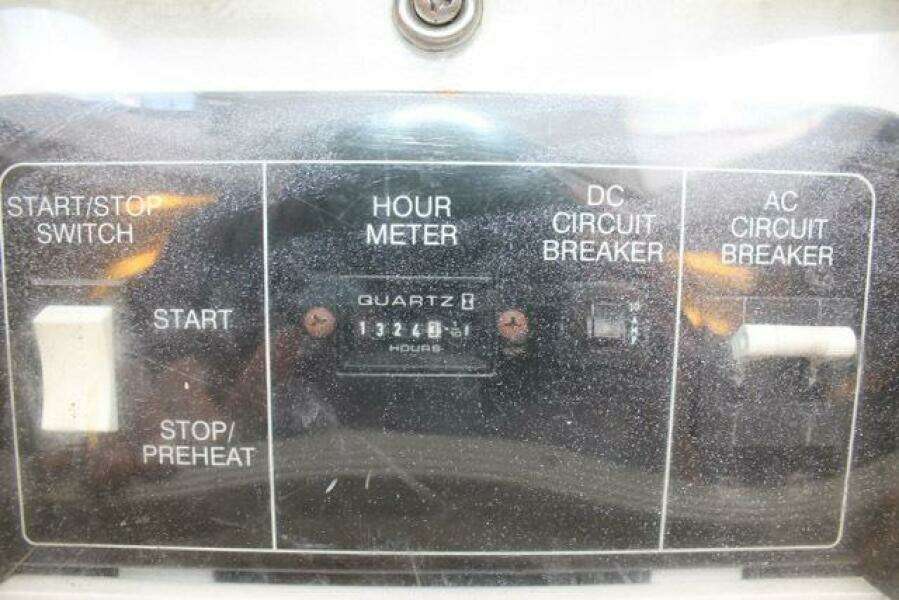 START/STOP
SWITCH
START
STOP/
PREHEAT
HOUR
METER
QUARTZ
HOURS
DC
CIRCUIT
BREAKER
AC
CIRCUIT
BREAKER